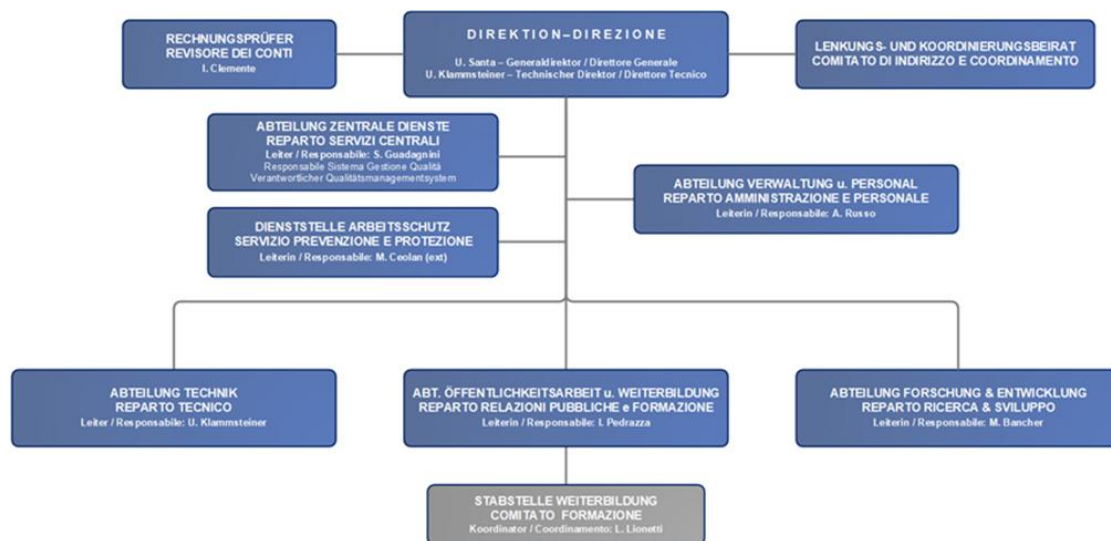 RECHNUNGSPRÜFER
REVISORE DEI CONTI
I. Clemente
DIREKTION–DIREZIONE
U. Santa – Generaldirektor / Direttore Generale
U. Klammsteiner – Technischer Direktor / Direttore Tecnico
LENKUNGS- UND KOORDINIERUNGSBEIRAT
COMITATO DI INDIRIZZO E COORDINAMENTO
ABTEILUNG ZENTRALE DIENSTE
REPARTO SERVIZI CENTRALI
Leiter / Responsabile: S. Guadagnini
Responsabile Sistema Gestione Qualità
Verantwortlicher Qualitätsmanagementsystem
ABTEILUNG VERWALTUNG u. PERSONAL
REPARTO AMMINISTRAZIONE E PERSONALE
Leiterin / Responsabile: A. Russo
DIENSTSTELLE ARBEITSSCHUTZ
SERVIZIO PREVENZIONE E PROTEZIONE
Leiterin / Responsabile: M. Ceolan (ext)
ABTEILUNG TECHNIK
REPARTO TECNICO
Leiter / Responsabile: U. Klammsteiner
ABT. ÖFFENTLICHKEITSARBEIT u. WEITERBILDUNG
REPARTO RELAZIONI PUBBLICHE e FORMAZIONE
Leiterin / Responsabile: I. Pedrazza
ABTEILUNG FORSCHUNG & ENTWICKLUNG
REPARTO RICERCA & SVILUPPO
Leiterin / Responsabile: M. Bancher
STABSTELLE WEITERBILDUNG
COMITATO FORMAZIONE
Koordinator / Coordinamento: L. Lionetti